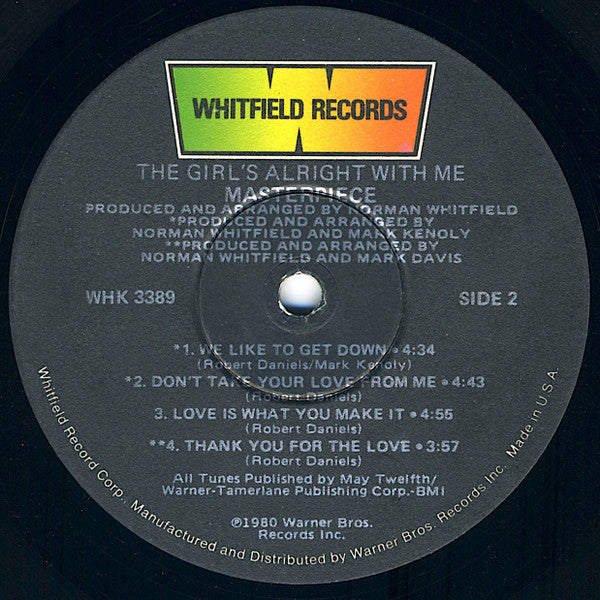 WHITFIELD RECORDS
THE GIRL'S ALRIGHT WITH ME
MASTERPIECE
PRODUCED AND ARRANGED BY NORMAN WHITFIELD
*PRODUCED AND ARRANGED BY
NORMAN WHITFIELD AND MARK KENOLY
**PRODUCED AND ARRANGED BY
NORMAN WHITFIELD AND MARK DAVIS
WHK 3389
SIDE 2
*1. WE LIKE TO GET DOWN • 4:34
(Robert Daniels/Mark Kenoly)
*2. DON'T TAKE YOUR LOVE FROM ME • 4:43
(Robert Daniels)
3. LOVE IS WHAT YOU MAKE IT • 4:55
(Robert Daniels)
**4. THANK YOU FOR THE LOVE • 3:57
(Robert Daniels)
All Tunes Published by May Twelfth/
Warner-Tamerlane Publishing Corp.-BMI
℗1980 Warner Bros.
Records Inc.
Whitfield Record Corp., Manufactured and Distributed by Warner Bros. Records Inc. Made in U.S.A.